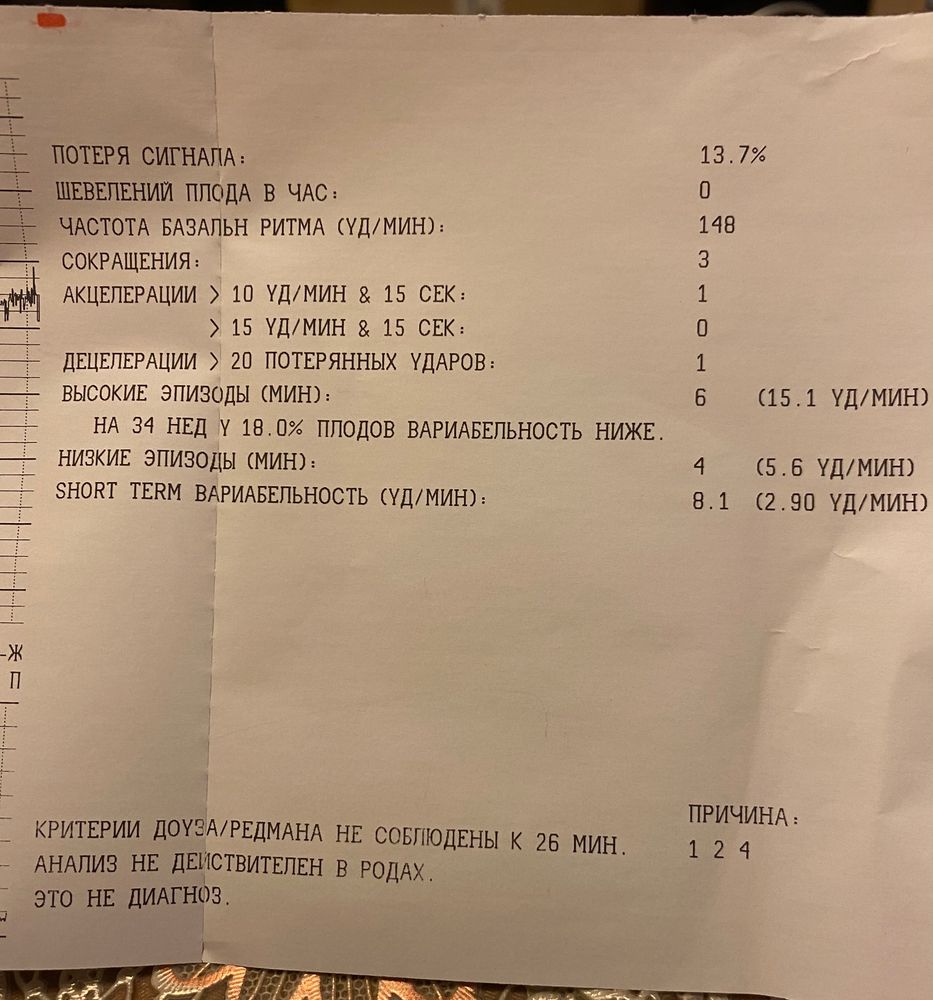 ПОТЕРЯ СИГНАЛА: 13.7%
ШЕВЕЛЕНИЙ ПЛОДА В ЧАС: 0
ЧАСТОТА БАЗАЛЬН РИТМА (УД/МИН): 148
СОКРАЩЕНИЯ: 3
АКЦЕЛЕРАЦИИ > 10 УД/МИН & 15 СЕК: 1
> 15 УД/МИН & 15 СЕК: 0
ДЕЦЕЛЕРАЦИИ > 20 ПОТЕРЯННЫХ УДАРОВ: 1
ВЫСОКИЕ ЭПИЗОДЫ (МИН): 6 (15.1 УД/МИН)
НА 34 НЕД У 18.0% ПЛОДОВ ВАРИАБЕЛЬНОСТЬ НИЖЕ.
НИЗКИЕ ЭПИЗОДЫ (МИН): 4 (5.6 УД/МИН)
SHORT TERM ВАРИАБЕЛЬНОСТЬ (УД/МИН): 8.1 (2.90 УД/МИН)
-Ж
П
ПРИЧИНА:
КРИТЕРИИ ДОУЗА/РЕДМАНА НЕ СОБЛЮДЕНЫ К 26 МИН. 1 2 4
АНАЛИЗ НЕ ДЕЙСТВИТЕЛЕН В РОДАХ.
ЭТО НЕ ДИАГНОЗ.